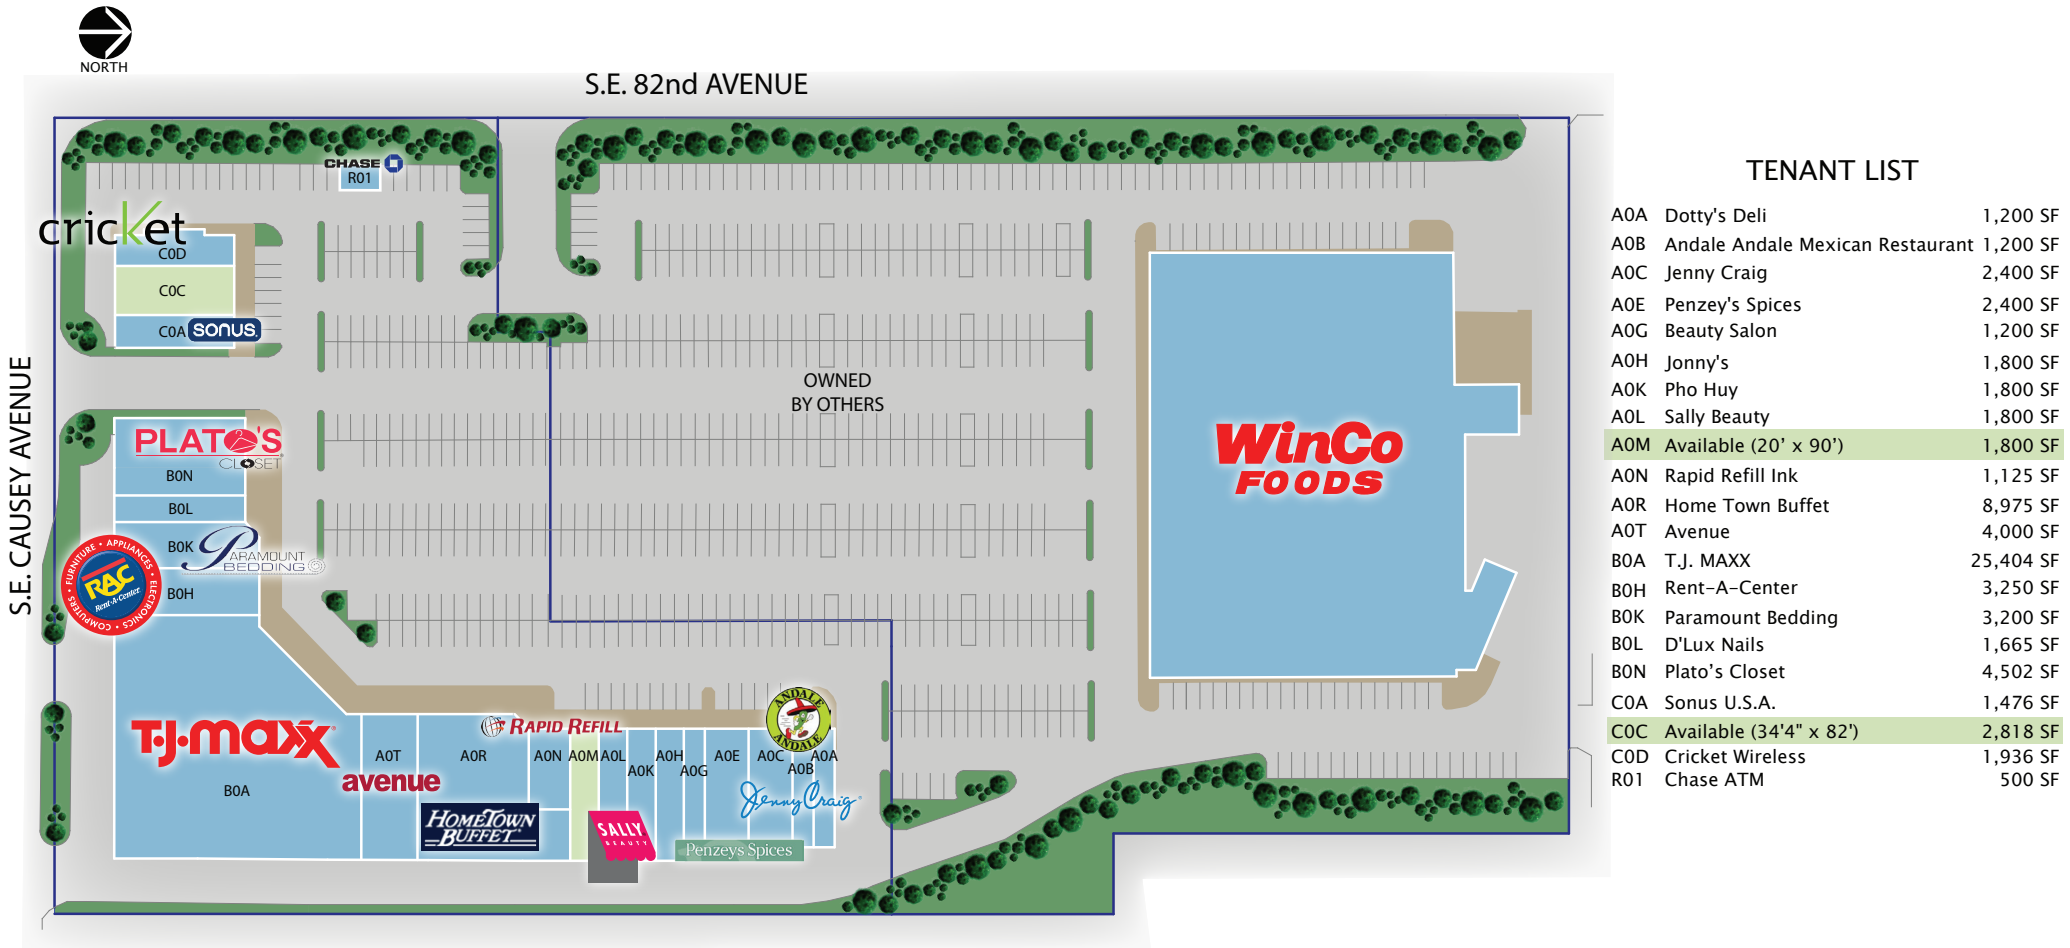 NORTH
S.E. 82nd AVENUE
S.E. CAUSEY AVENUE
CHASE
R01
cricket
C0D
C0C
C0A
sonus
OWNED
BY OTHERS
PLATO'S
CLOSET
B0N
B0L
B0K
PARAMOUNT
BEDDING
FURNITURE • APPLIANCES • ELECTRONICS • COMPUTERS •
RAC
Rent-A-Center
B0H
WinCo
FOODS
T.J.maxx
B0A
A0T
avenue
A0R
HOMETOWN
BUFFET
RAPID REFILL
A0N
A0M
A0L
SALLY
BEAUTY
A0K
A0H
A0G
A0E
Penzeys Spices
A0C
Jenny Craig
A0B
A0A
ANDALE
ANDALE
TENANT LIST
A0A Dotty's Deli 1,200 SF
A0B Andale Andale Mexican Restaurant 1,200 SF
A0C Jenny Craig 2,400 SF
A0E Penzey's Spices 2,400 SF
A0G Beauty Salon 1,200 SF
A0H Jonny's 1,800 SF
A0K Pho Huy 1,800 SF
A0L Sally Beauty 1,800 SF
A0M Available (20’ x 90’) 1,800 SF
A0N Rapid Refill Ink 1,125 SF
A0R Home Town Buffet 8,975 SF
A0T Avenue 4,000 SF
B0A T.J. MAXX 25,404 SF
B0H Rent-A-Center 3,250 SF
B0K Paramount Bedding 3,200 SF
B0L D'Lux Nails 1,665 SF
B0N Plato’s Closet 4,502 SF
C0A Sonus U.S.A. 1,476 SF
C0C Available (34'4" x 82') 2,818 SF
C0D Cricket Wireless 1,936 SF
R01 Chase ATM 500 SF